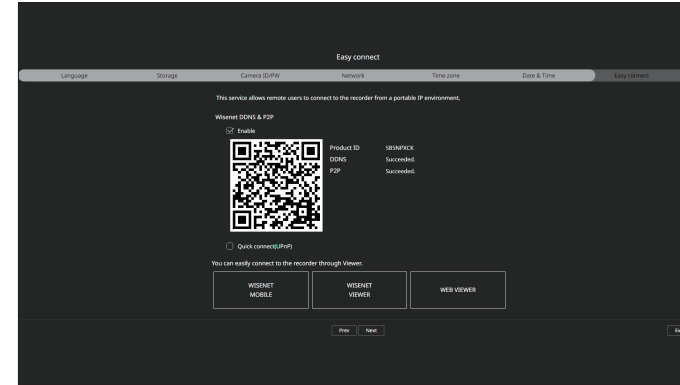 Easy connect
Language Storage Camera ID/PW Network Time zone Date & Time Easy connect
This service allows remote users to connect to the recorder from a portable IP environment.
Wisenet DDNS & P2P
Enable
Product ID SBSNPXCK
DDNS Succeeded.
P2P Succeeded.
Quick connect(UPnP)
You can easily connect to the recorder through Viewer.
WISENET
MOBILE
WISENET
VIEWER
WEB VIEWER
Prev Next